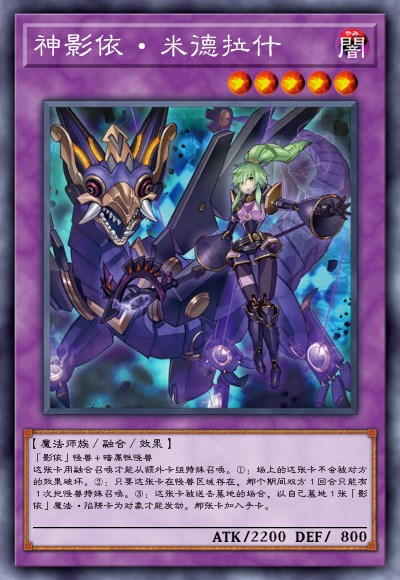 神影依·米德拉什
やみ
闇
【魔法师族/融合/效果】
「影依」怪兽+暗属性怪兽
这张卡用融合召唤才能从额外卡组特殊召唤。①：场上的这张卡不会被对方
的效果破坏。②：只要这张卡在怪兽区域存在，那个期间双方1回合只能有
1次把怪兽特殊召唤。③：这张卡被送去墓地的场合，以自己墓地1张「影
依」魔法·陷阱卡为对象才能发动。那张卡加入手卡。
ATK/2200 DEF/ 800